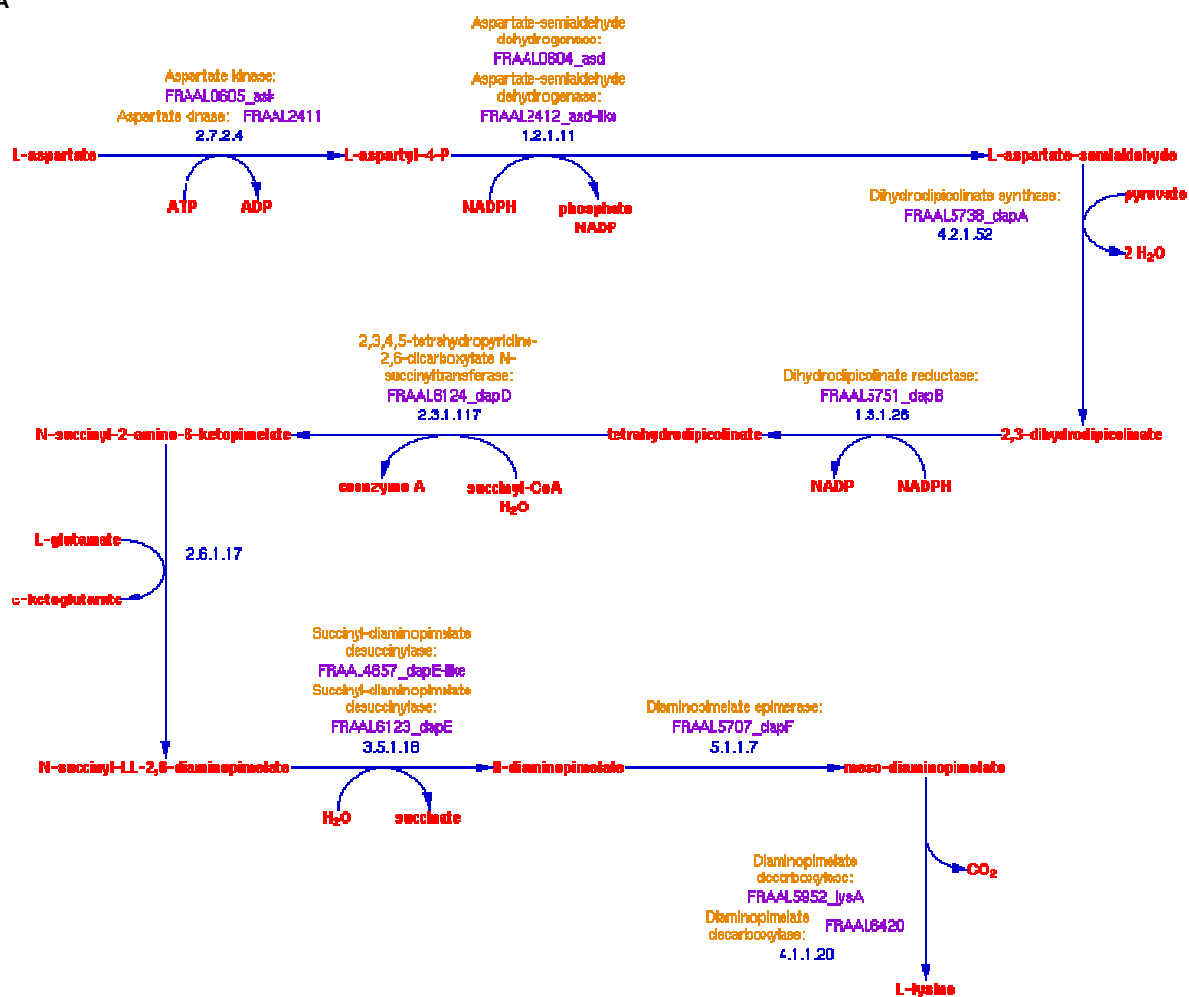 A
Aspartate-semialdehyde
dehydrogenase:
FRAAL0604_asd
Aspartate kinase:
Aspartate-semialdehyde
FRAAL0605_ask
dehydrogenase:
Aspartate kinase: FRAAL2411
FRAAL2412_asd-like
2.7.2.4
1.2.1.11
L-aspartate
L-aspartyl-4-P
L-aspartate-semialdehyde
ATP
ADP
NADPH
phosphate
NADP
Dihydrodipicolinate synthase:
FRAAL5738_dapA
4.2.1.52
pyruvate
2 H₂O
2,3,4,5-tetrahydropyridine-
2,6-dicarboxylate N-
succinyltransferase:
FRAAL6124_dapD
2.3.1.117
Dihydrodipicolinate reductase:
FRAAL5751_dapB
1.3.1.26
N-succinyl-2-amino-6-ketopimelate
tetrahydrodipicolinate
2,3-dihydrodipicolinate
coenzyme A
succinyl-CoA
H₂O
NADP
NADPH
L-glutamate
2.6.1.17
α-ketoglutarate
Succinyl-diaminopimelate
desuccinylase:
FRAAL4657_dapE-like
Succinyl-diaminopimelate
desuccinylase:
FRAAL6123_dapE
3.5.1.18
Diaminopimelate epimerase:
FRAAL5707_dapF
5.1.1.7
N-succinyl-LL-2,6-diaminopimelate
ll-diaminopimelate
meso-diaminopimelate
H₂O
succinate
Diaminopimelate
decarboxylase:
FRAAL5952_lysA
Diaminopimelate
decarboxylase:
FRAAL6420
4.1.1.20
CO₂
L-lysine